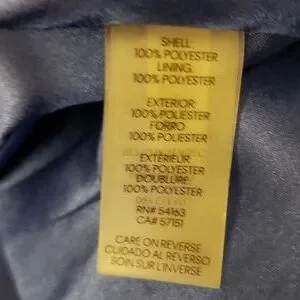 SHELL
100% POLYESTER
LINING:
100% POLYESTER
EXTERIOR:
100% POLIESTER
FORRO
100% POLIESTER
EXTÉRIEUR
100% POLYESTER
DOUBLURE:
100% POLYESTER
RN# 54163
CA# 57151
CARE ON REVERSE
CUIDADO AL REVERSO
SOIN SUR L'INVERSE